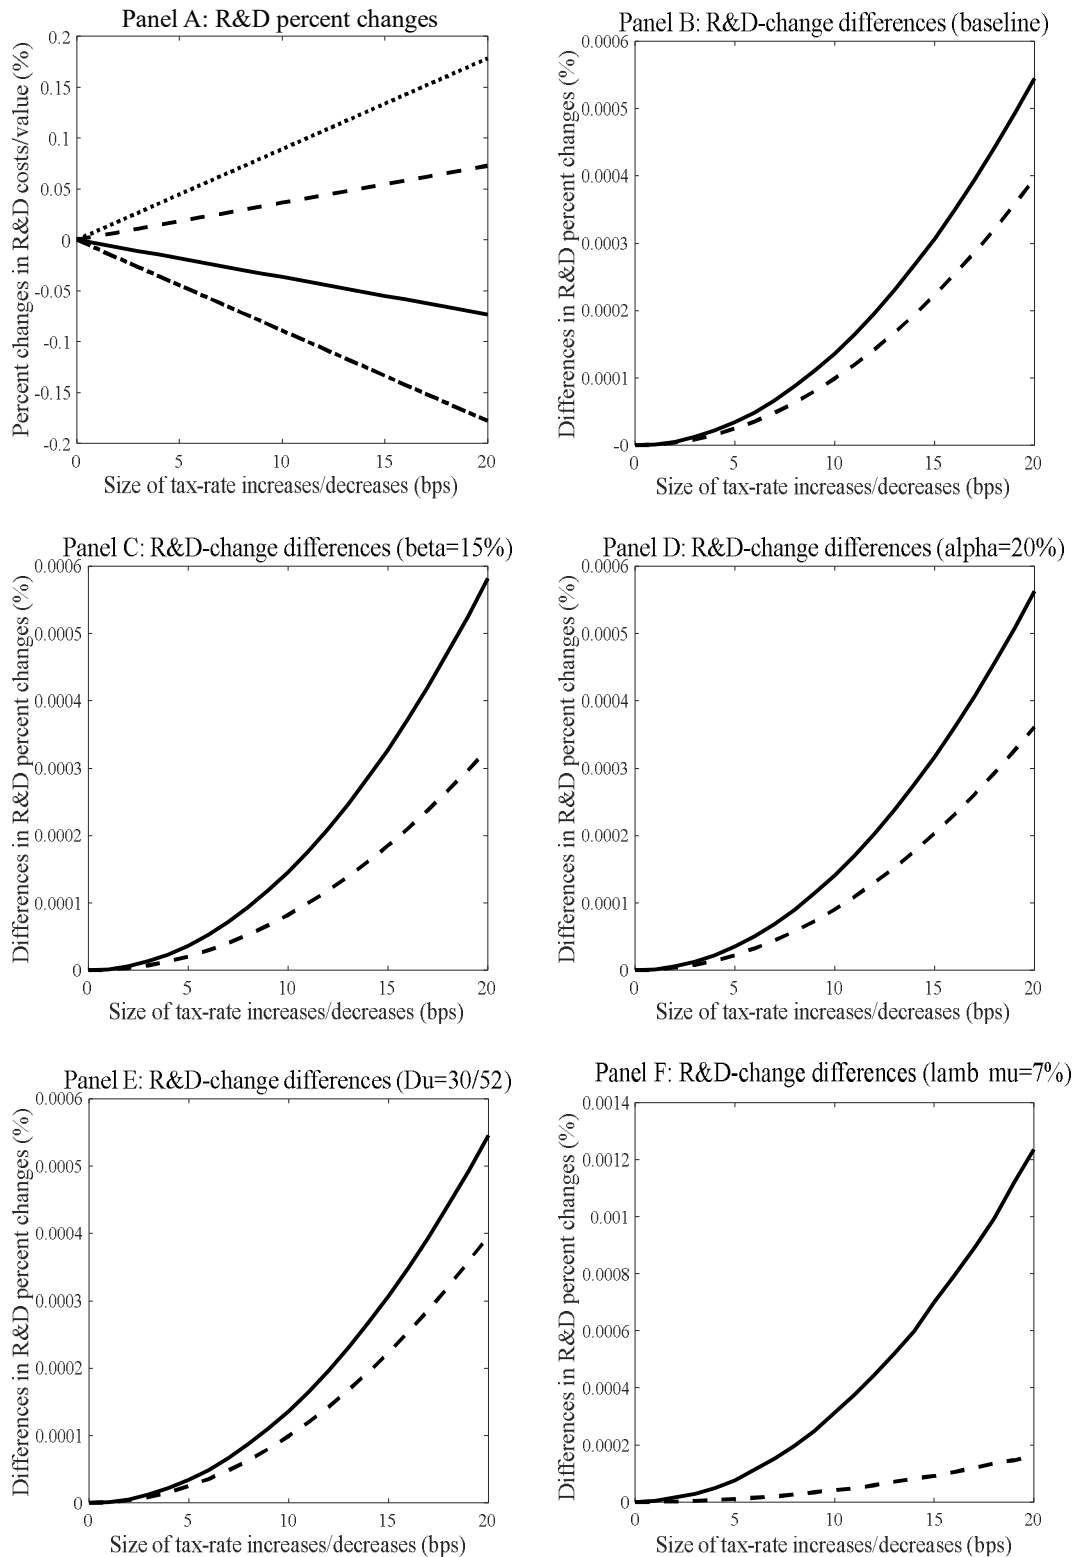 Panel A: R&D percent changes
Percent changes in R&D costs/value (%)
0.2
0.15
0.1
0.05
0
-0.05
-0.1
-0.15
-0.2
0 5 10 15 20
Size of tax-rate increases/decreases (bps)
Panel B: R&D-change differences (baseline)
Differences in R&D percent changes (%)
0.0006
0.0005
0.0004
0.0003
0.0002
0.0001
-0
0 5 10 15 20
Size of tax-rate increases/decreases (bps)
Panel C: R&D-change differences (beta=15%)
Differences in R&D percent changes (%)
0.0006
0.0005
0.0004
0.0003
0.0002
0.0001
0
0 5 10 15 20
Size of tax-rate increases/decreases (bps)
Panel D: R&D-change differences (alpha=20%)
Differences in R&D percent changes (%)
0.0006
0.0005
0.0004
0.0003
0.0002
0.0001
0
0 5 10 15 20
Size of tax-rate increases/decreases (bps)
Panel E: R&D-change differences (Du=30/52)
Differences in R&D percent changes (%)
0.0006
0.0005
0.0004
0.0003
0.0002
0.0001
0
0 5 10 15 20
Size of tax-rate increases/decreases (bps)
Panel F: R&D-change differences (lamb mu=7%)
Differences in R&D percent changes (%)
0.0014
0.0012
0.001
0.0008
0.0006
0.0004
0.0002
0
0 5 10 15 20
Size of tax-rate increases/decreases (bps)